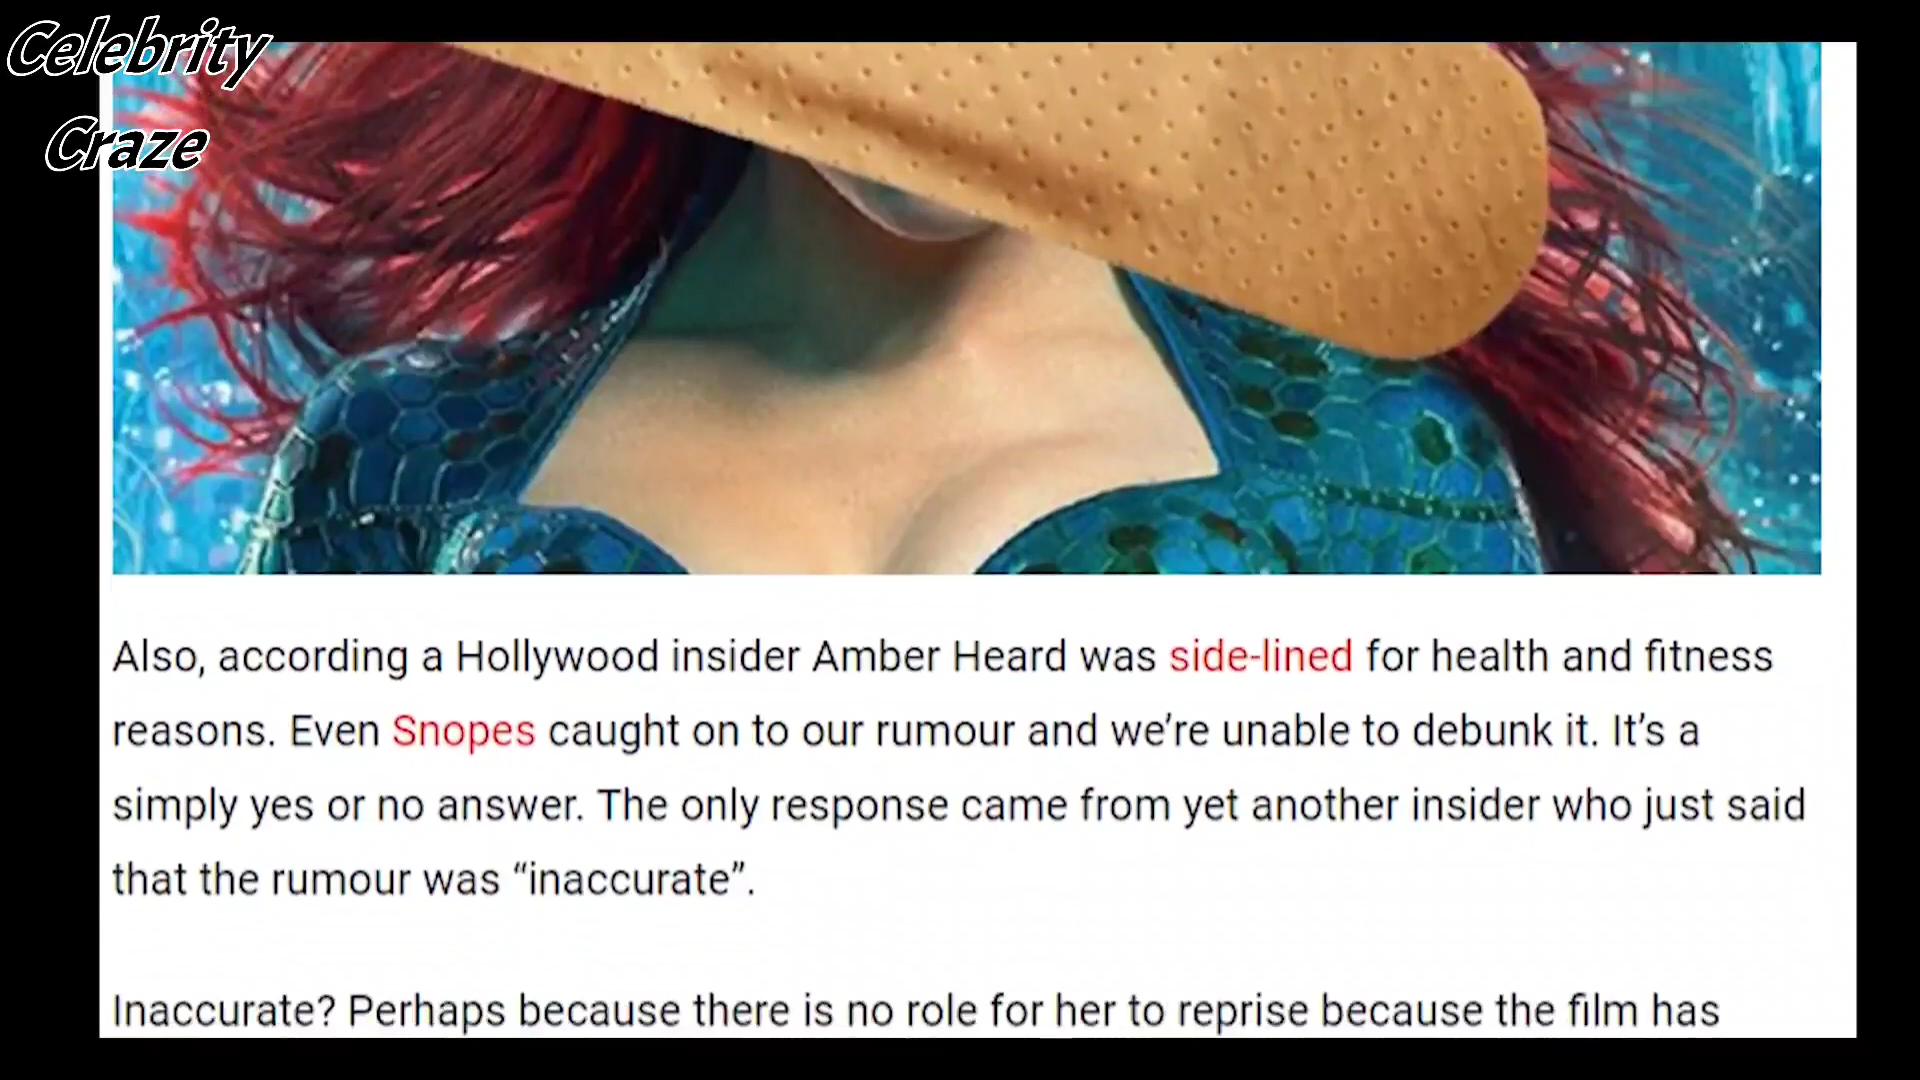 Celebrity
Craze
Also, according a Hollywood insider Amber Heard was side-lined for health and fitness
reasons. Even Snopes caught on to our rumour and we’re unable to debunk it. It’s a
simply yes or no answer. The only response came from yet another insider who just said
that the rumour was “inaccurate”.
Inaccurate? Perhaps because there is no role for her to reprise because the film has